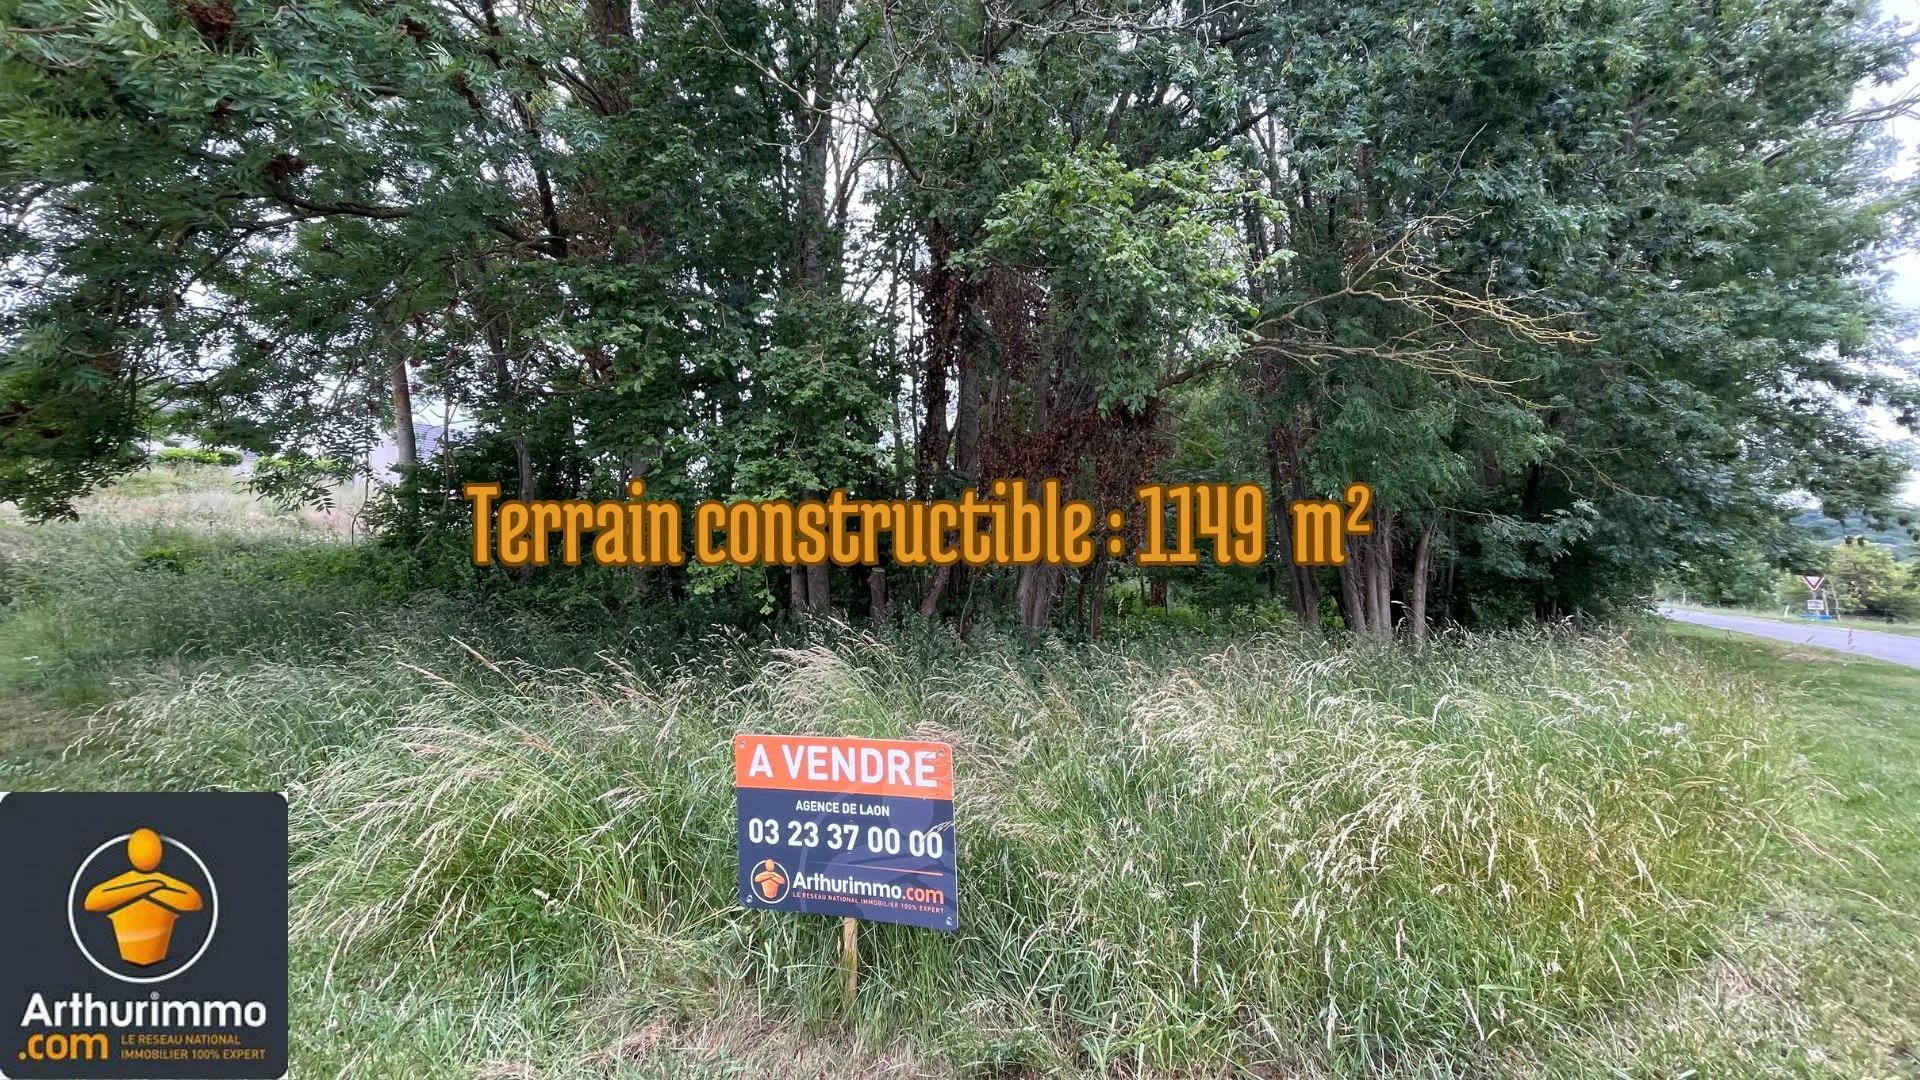 Terrain constructible : 1149 m²
A VENDRE
AGENCE DE LAON
03 23 37 00 00
Arthurimmo.com
LE RESEAU NATIONAL IMMOBILIER 100% EXPERT
Arthurimmo
.com LE RESEAU NATIONAL
IMMOBILIER 100% EXPERT